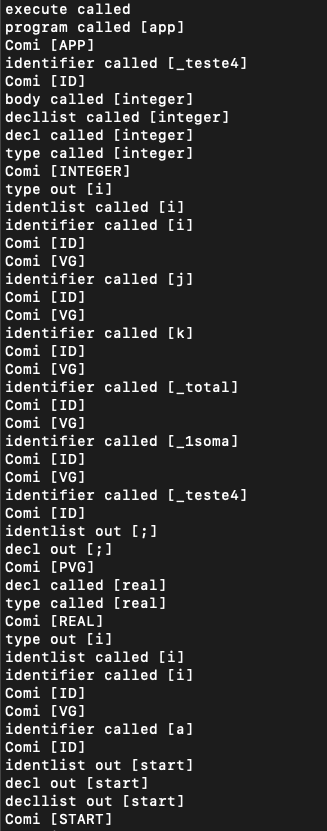 execute called
program called [app]
Comi [APP]
identifier called [_teste4]
Comi [ID]
body called [integer]
decllist called [integer]
decl called [integer]
type called [integer]
Comi [INTEGER]
type out [i]
identlist called [i]
identifier called [i]
Comi [ID]
Comi [VG]
identifier called [j]
Comi [ID]
Comi [VG]
identifier called [k]
Comi [ID]
Comi [VG]
identifier called [_total]
Comi [ID]
Comi [VG]
identifier called [_1soma]
Comi [ID]
Comi [VG]
identifier called [_teste4]
Comi [ID]
identlist out [;]
decl out [;]
Comi [PVG]
decl called [real]
type called [real]
Comi [REAL]
type out [i]
identlist called [i]
identifier called [i]
Comi [ID]
Comi [VG]
identifier called [a]
Comi [ID]
identlist out [start]
decl out [start]
decllist out [start]
Comi [START]